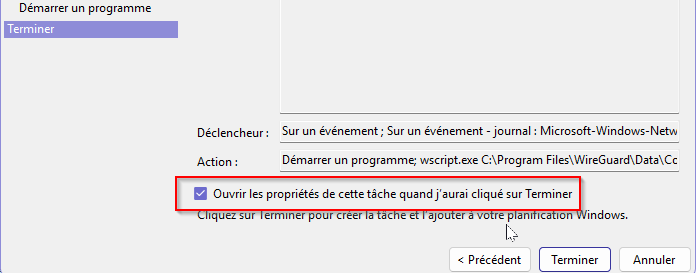 Démarrer un programme
Terminer
Déclencheur : Sur un événement ; Sur un événement - journal : Microsoft-Windows-Netw
Action : Démarrer un programme; wscript.exe C:\Program Files\WireGuard\Data\Co
Ouvrir les propriétés de cette tâche quand j'aurai cliqué sur Terminer
Cliquez sur Terminer pour créer la tâche et l'ajouter à votre planification Windows.
< Précédent Terminer Annuler